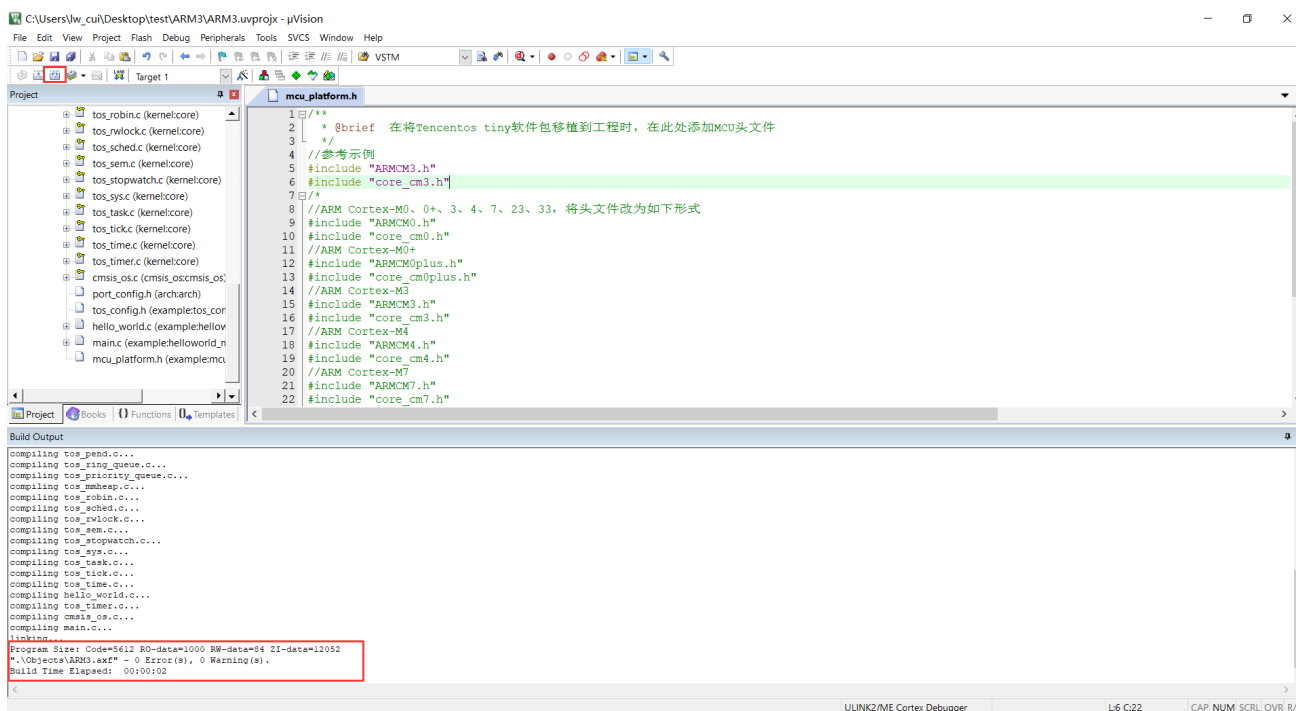 C:\Users\lw_cui\Desktop\test\ARM3\ARM3.uvprojx - µVision
File Edit View Project Flash Debug Peripherals Tools SVCS Window Help
VSTM
Target 1
Project
mcu_platform.h
tos_robin.c (kernel:core)
tos_rwlock.c (kernel:core)
tos_sched.c (kernel:core)
tos_sem.c (kernel:core)
tos_stopwatch.c (kernel:core)
tos_sys.c (kernel:core)
tos_task.c (kernel:core)
tos_tick.c (kernel:core)
tos_time.c (kernel:core)
tos_timer.c (kernel:core)
cmsis_os.c (cmsis_os:cmsis_os)
port_config.h (arch:arch)
tos_config.h (example:tos_con
hello_world.c (example:hellow
main.c (example:helloworld_m
mcu_platform.h (example:mcu
Project Books Functions Templates
1 /**
2 * @brief 在将Tencentos tiny软件包移植到工程时，在此处添加MCU头文件
3 */
4 //参考示例
5 #include "ARMCM3.h"
6 #include "core_cm3.h"
7 /*
8 //ARM Cortex-M0、0+、3、4、7、23、33，将头文件改为如下形式
9 #include "ARMCM0.h"
10 #include "core_cm0.h"
11 //ARM Cortex-M0+
12 #include "ARMCM0plus.h"
13 #include "core_cm0plus.h"
14 //ARM Cortex-M3
15 #include "ARMCM3.h"
16 #include "core_cm3.h"
17 //ARM Cortex-M4
18 #include "ARMCM4.h"
19 #include "core_cm4.h"
20 //ARM Cortex-M7
21 #include "ARMCM7.h"
22 #include "core_cm7.h"
Build Output
compiling tos_pend.c...
compiling tos_ring_queue.c...
compiling tos_priority_queue.c...
compiling tos_mmheap.c...
compiling tos_robin.c...
compiling tos_sched.c...
compiling tos_rwlock.c...
compiling tos_sem.c...
compiling tos_stopwatch.c...
compiling tos_sys.c...
compiling tos_task.c...
compiling tos_tick.c...
compiling tos_time.c...
compiling hello_world.c...
compiling tos_timer.c...
compiling cmsis_os.c...
compiling main.c...
linking...
Program Size: Code=5612 RO-data=1000 RW-data=84 ZI-data=12052
".\Objects\ARM3.axf" - 0 Error(s), 0 Warning(s).
Build Time Elapsed: 00:00:02
ULINK2/ME Cortex Debugger L:6 C:22 CAP NUM SCRL OVR R/